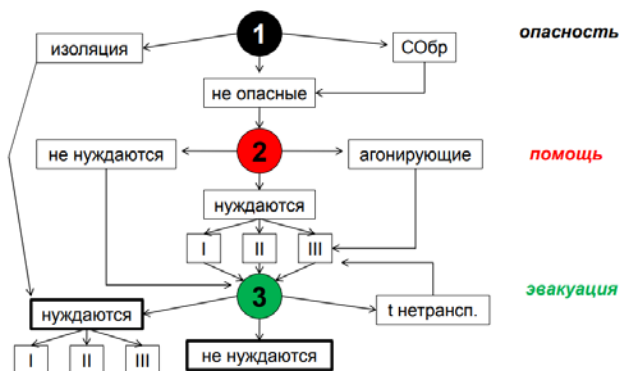 1
опасность
изоляция
СОбр
не опасные
не нуждаются
2
агонирующие
помощь
нуждаются
I
II
III
3
эвакуация
нуждаются
t нетрансп.
не нуждаются
I
II
III